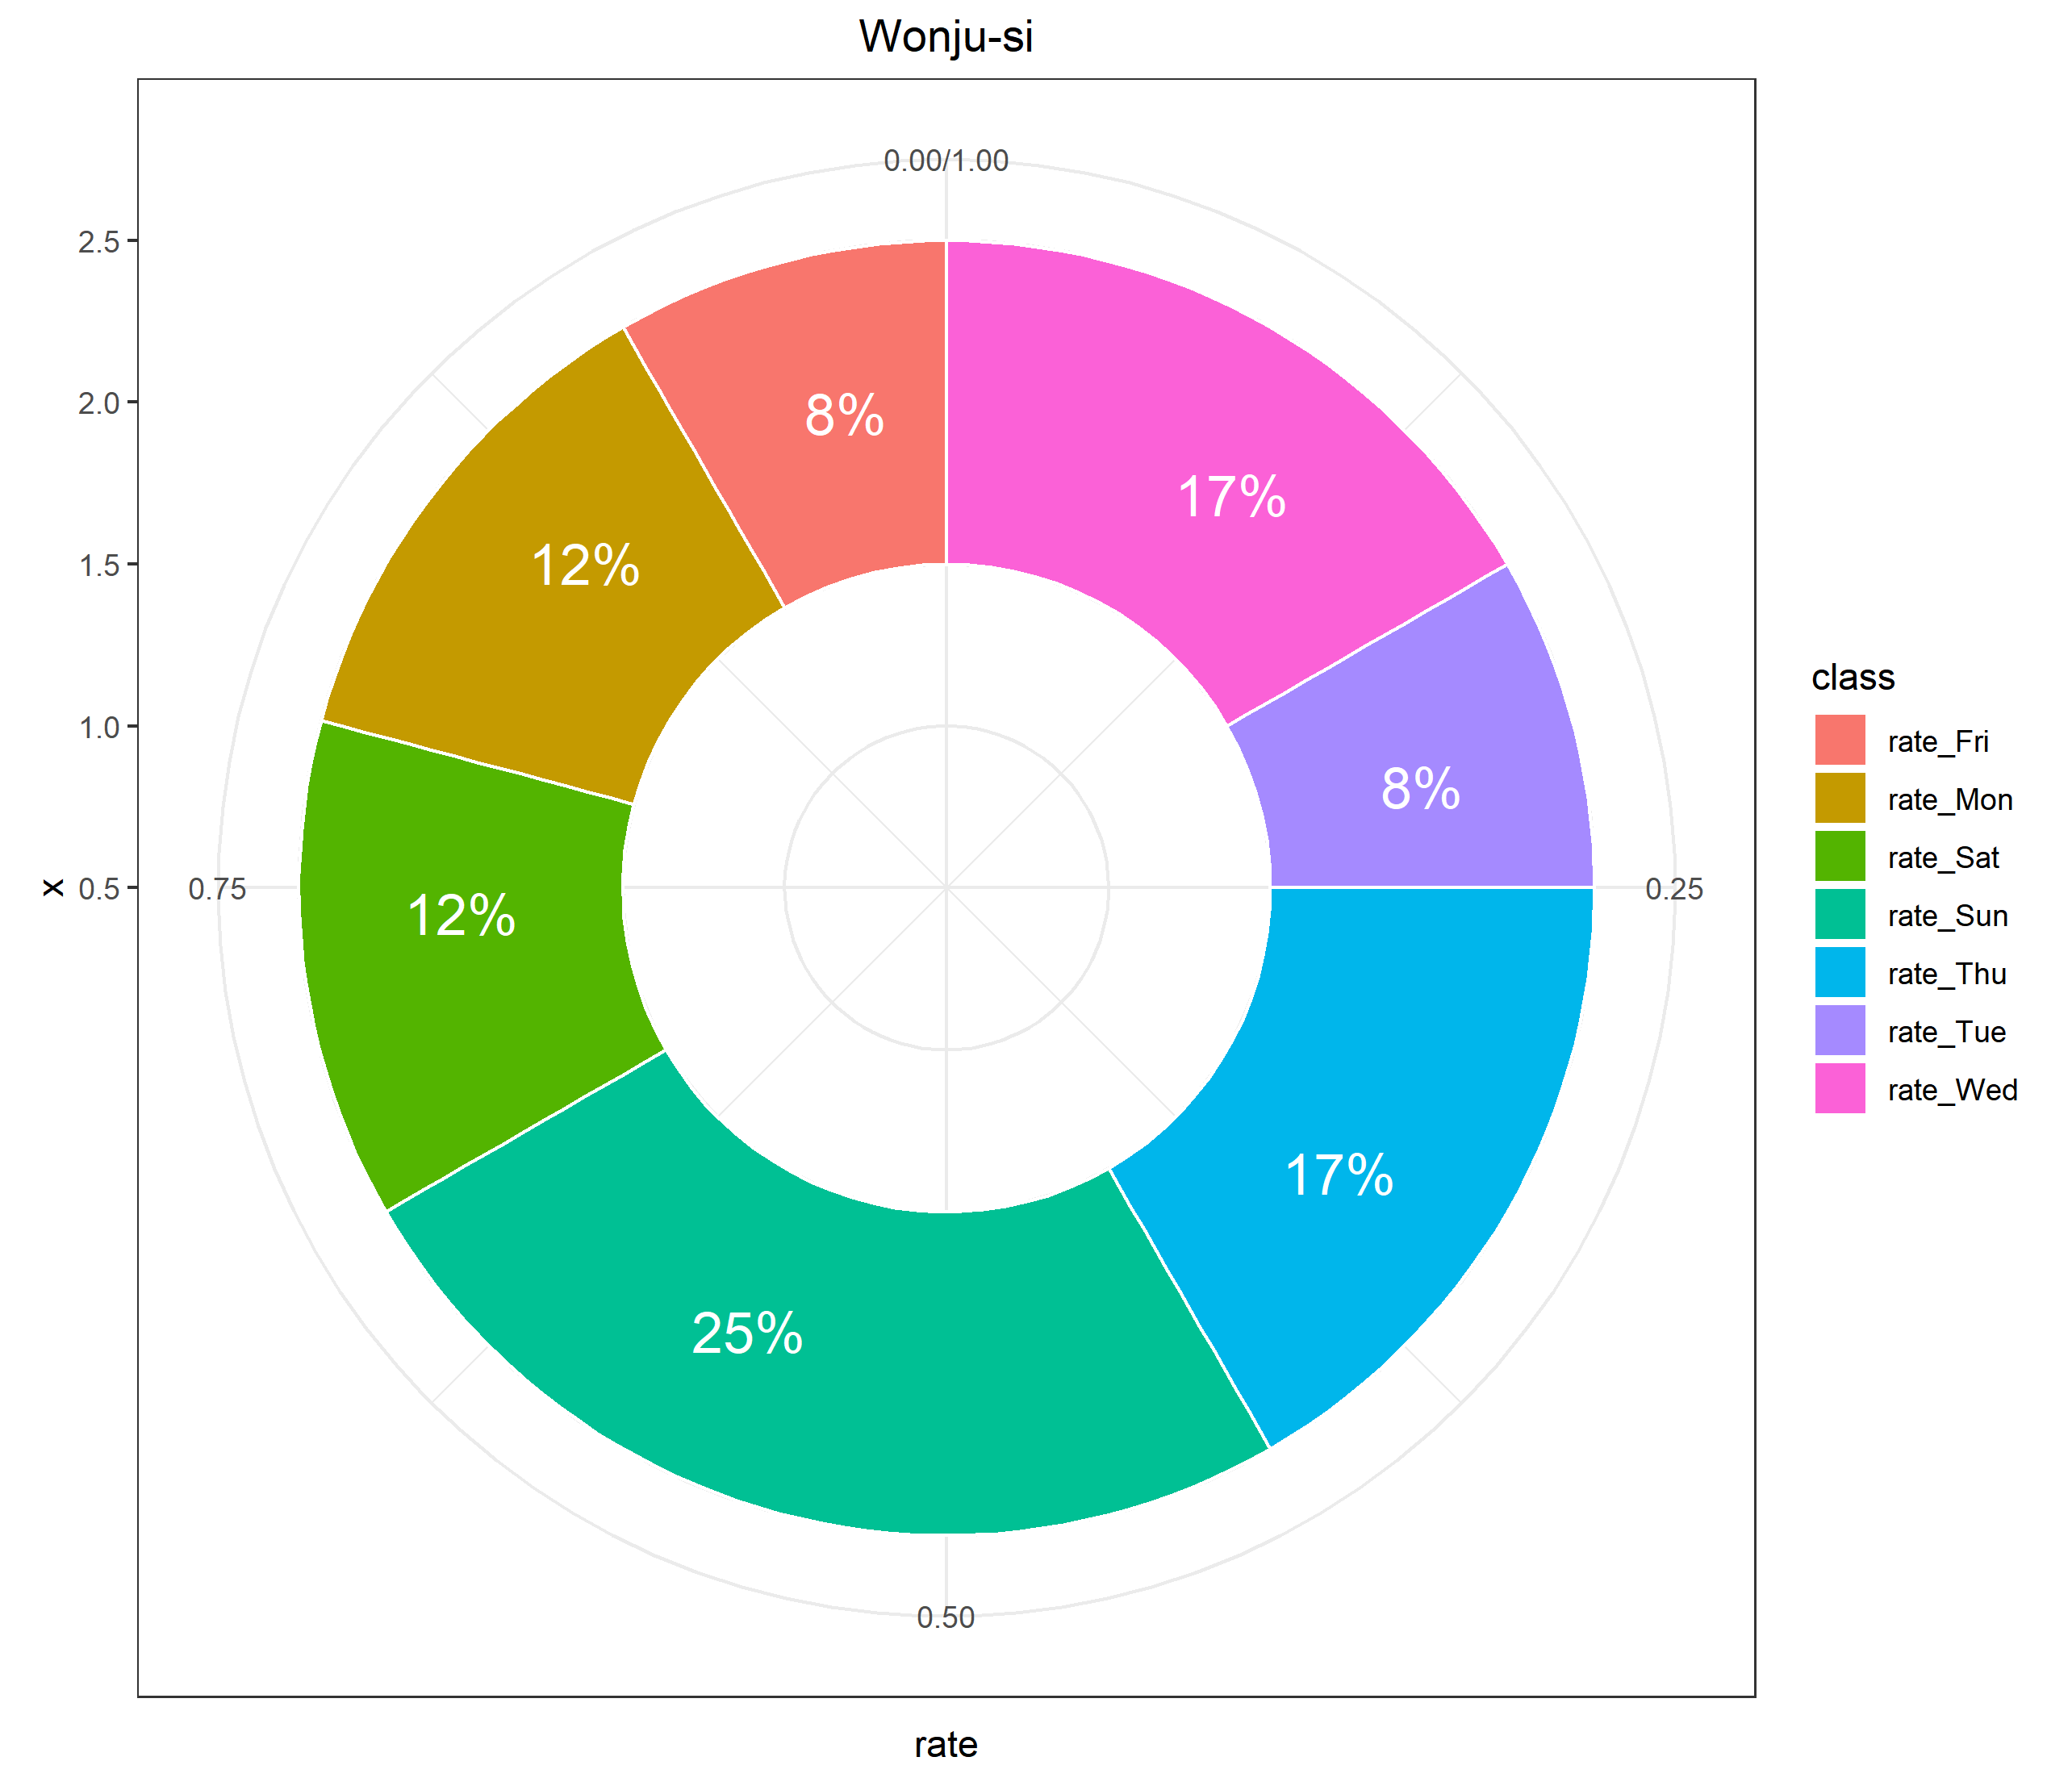 Wonju-si
0.00/1.00
2.5
2.0
1.5
1.0
0.5
x
0.75
0.25
0.50
8%
17%
12%
8%
12%
17%
25%
rate
class
rate_Fri
rate_Mon
rate_Sat
rate_Sun
rate_Thu
rate_Tue
rate_Wed